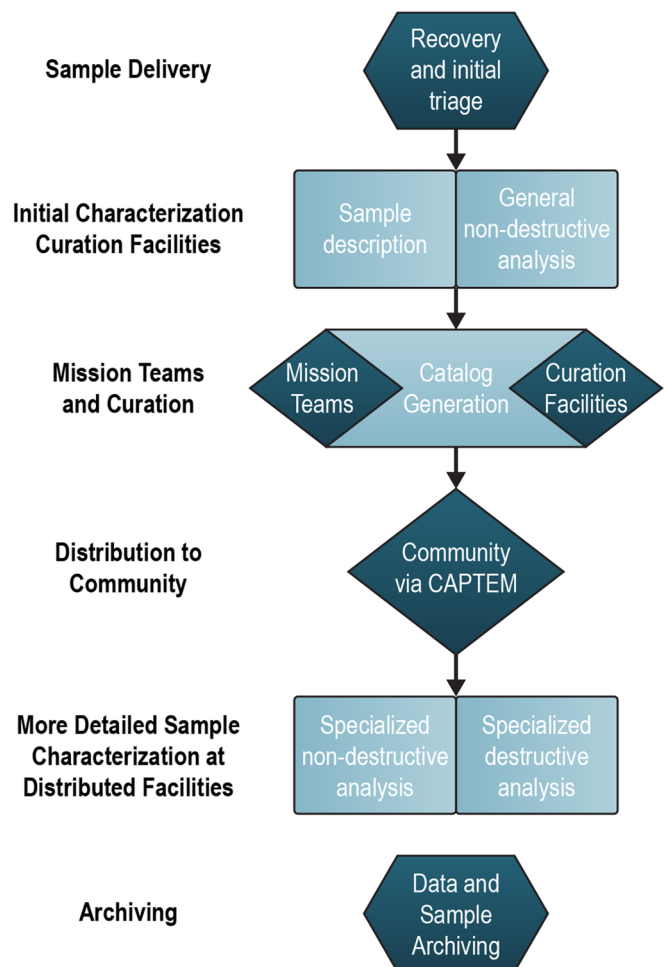 Sample Delivery
Recovery
and initial
triage
Initial Characterization
Curation Facilities
Sample
description
General
non-destructive
analysis
Mission Teams
and Curation
Mission
Teams
Catalog
Generation
Curation
Facilities
Distribution to
Community
Community
via CAPTEM
More Detailed Sample
Characterization at
Distributed Facilities
Specialized
non-destructive
analysis
Specialized
destructive
analysis
Archiving
Data and
Sample
Archiving